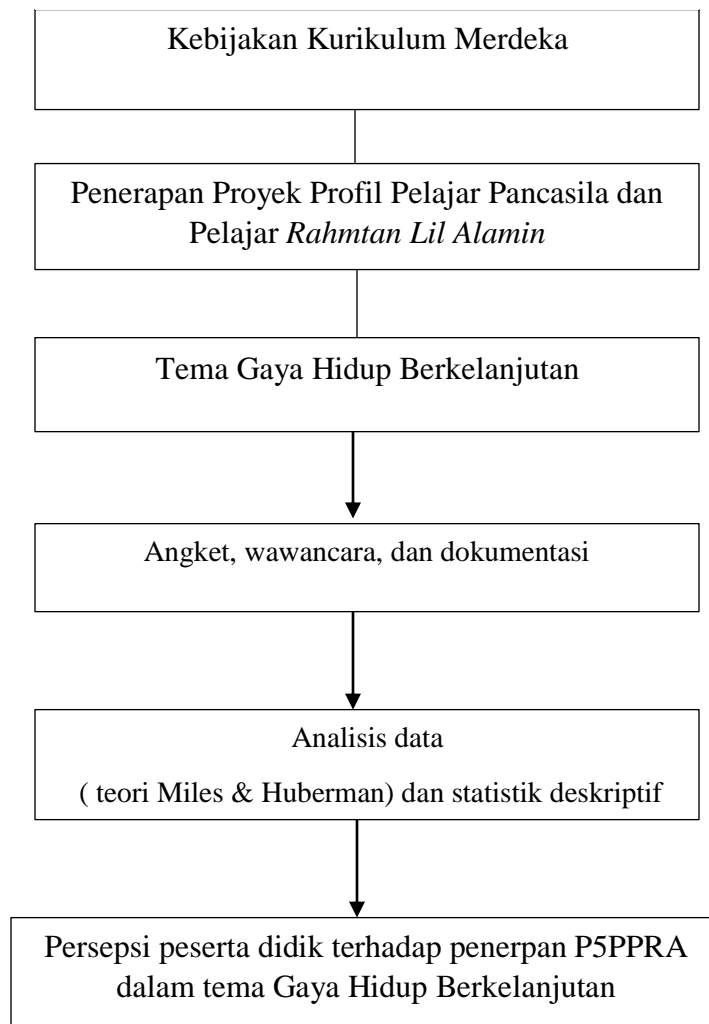 Kebijakan Kurikulum Merdeka
Penerapan Proyek Profil Pelajar Pancasila dan
Pelajar Rahmtan Lil Alamin
Tema Gaya Hidup Berkelanjutan
Angket, wawancara, dan dokumentasi
Analisis data
( teori Miles & Huberman) dan statistik deskriptif
Persepsi peserta didik terhadap penerpan P5PPRA
dalam tema Gaya Hidup Berkelanjutan